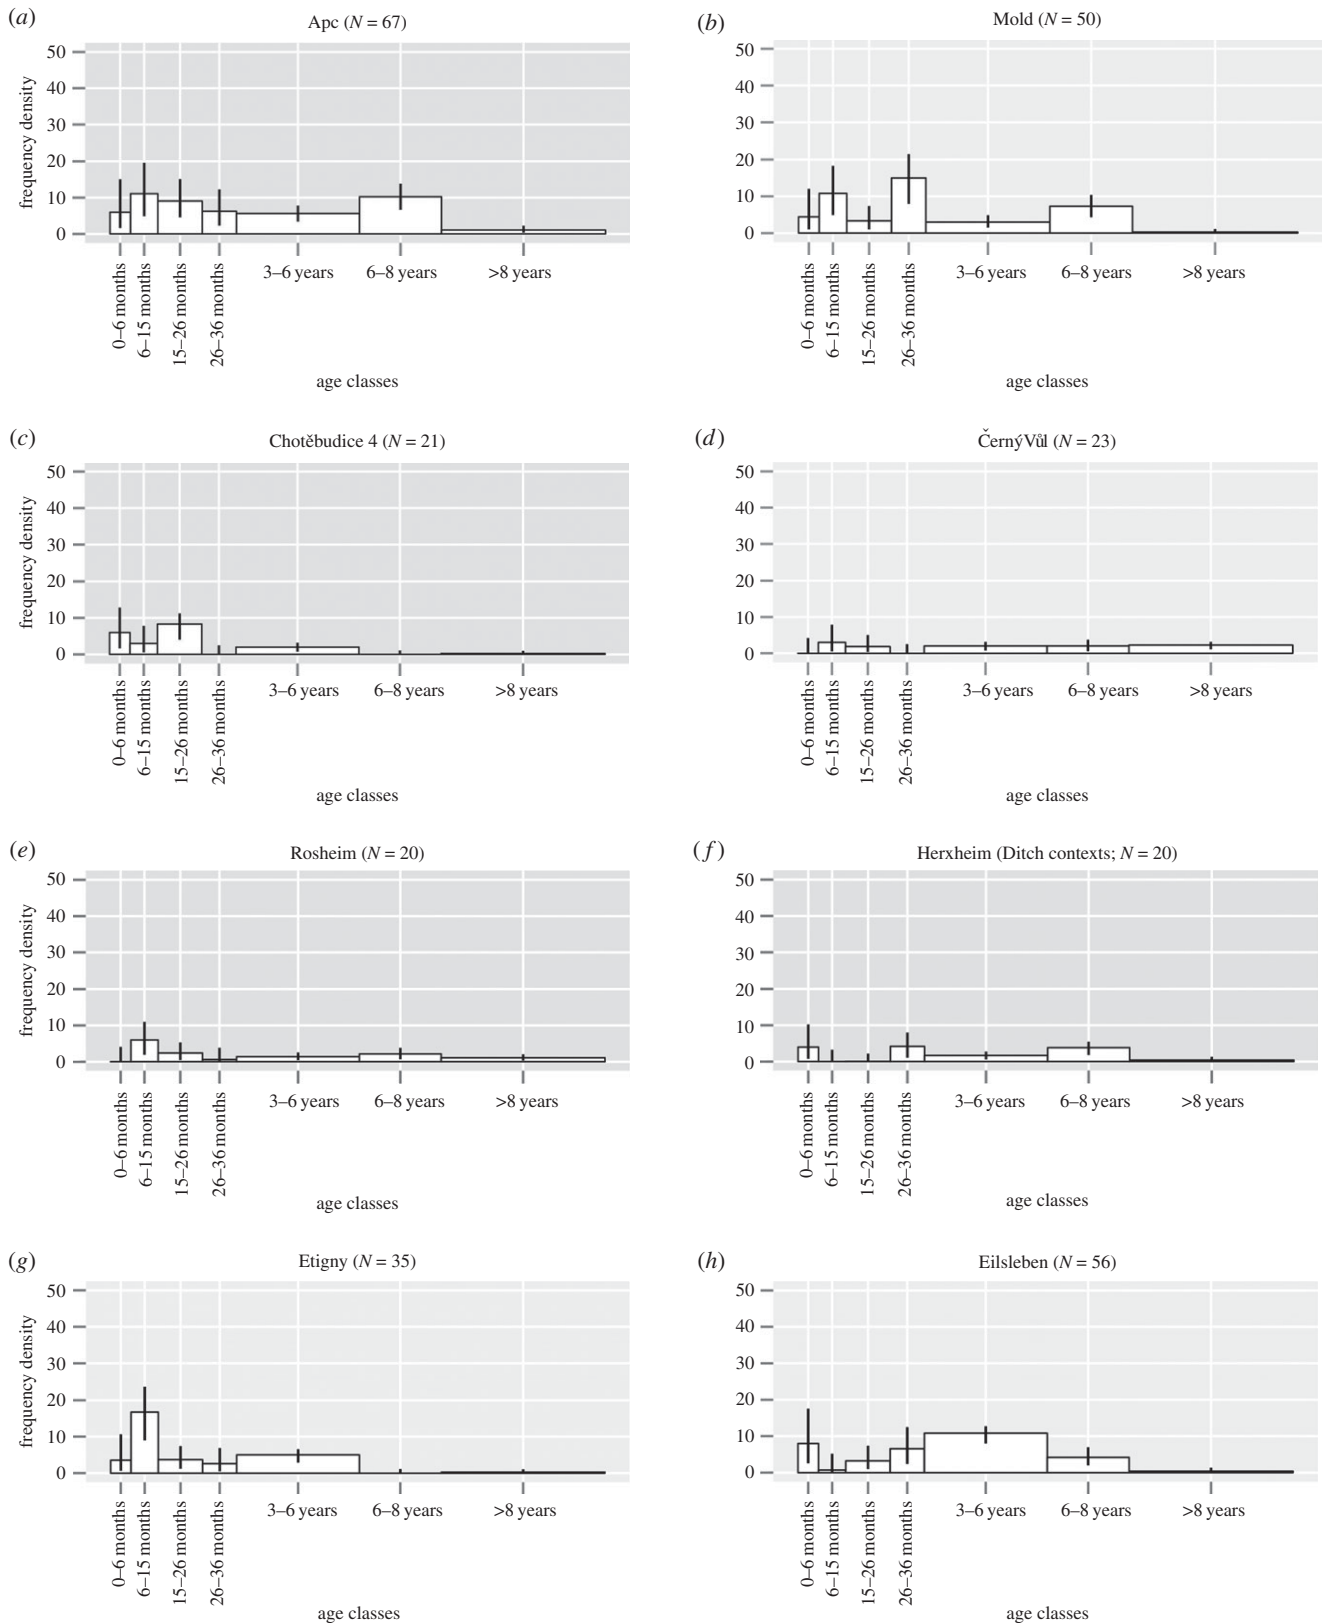 (a)
Apc (N = 67)
frequency density
50
40
30
20
10
0
0–6 months
6–15 months
15–26 months
26–36 months
3–6 years
6–8 years
>8 years
age classes
(b)
Mold (N = 50)
50
40
30
20
10
0
0–6 months
6–15 months
15–26 months
26–36 months
3–6 years
6–8 years
>8 years
(c)
Chotěbudice 4 (N = 21)
frequency density
50
40
30
20
10
0
0–6 months
6–15 months
15–26 months
26–36 months
3–6 years
6–8 years
>8 years
age classes
(d)
ČernýVůl (N = 23)
50
40
30
20
10
0
0–6 months
6–15 months
15–26 months
26–36 months
3–6 years
6–8 years
>8 years
age classes
(e)
Rosheim (N = 20)
frequency density
50
40
30
20
10
0
0–6 months
6–15 months
15–26 months
26–36 months
3–6 years
6–8 years
>8 years
age classes
(f)
Herxheim (Ditch contexts; N = 20)
50
40
30
20
10
0
0–6 months
6–15 months
15–26 months
26–36 months
3–6 years
6–8 years
>8 years
age classes
(g)
Etigny (N = 35)
frequency density
50
40
30
20
10
0
0–6 months
6–15 months
15–26 months
26–36 months
3–6 years
6–8 years
>8 years
age classes
(h)
Eilsleben (N = 56)
50
40
30
20
10
0
0–6 months
6–15 months
15–26 months
26–36 months
3–6 years
6–8 years
>8 years
age classes